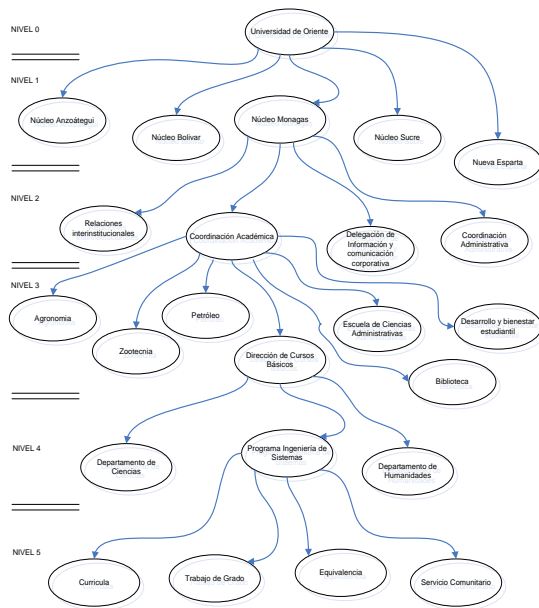 NIVEL 0
Universidad de Oriente
NIVEL 1
Núcleo Anzoátegui
Núcleo Bolivar
Núcleo Monagas
Núcleo Sucre
Nueva Esparta
NIVEL 2
Relaciones
interinstitucionales
Coordinación Académica
Delegación de
Información y
comunicación
corporativa
Coordinación
Administrativa
NIVEL 3
Agronomia
Zootecnia
Petróleo
Dirección de Cursos
Básicos
Escuela de Ciencias
Administrativas
Desarrollo y bienestar
estudiantil
Biblioteca
NIVEL 4
Departamento de
Ciencias
Programa Ingeniería de
Sistemas
Departamento de
Humanidades
NIVEL 5
Curricula
Trabajo de Grado
Equivalencia
Servicio Comunitario